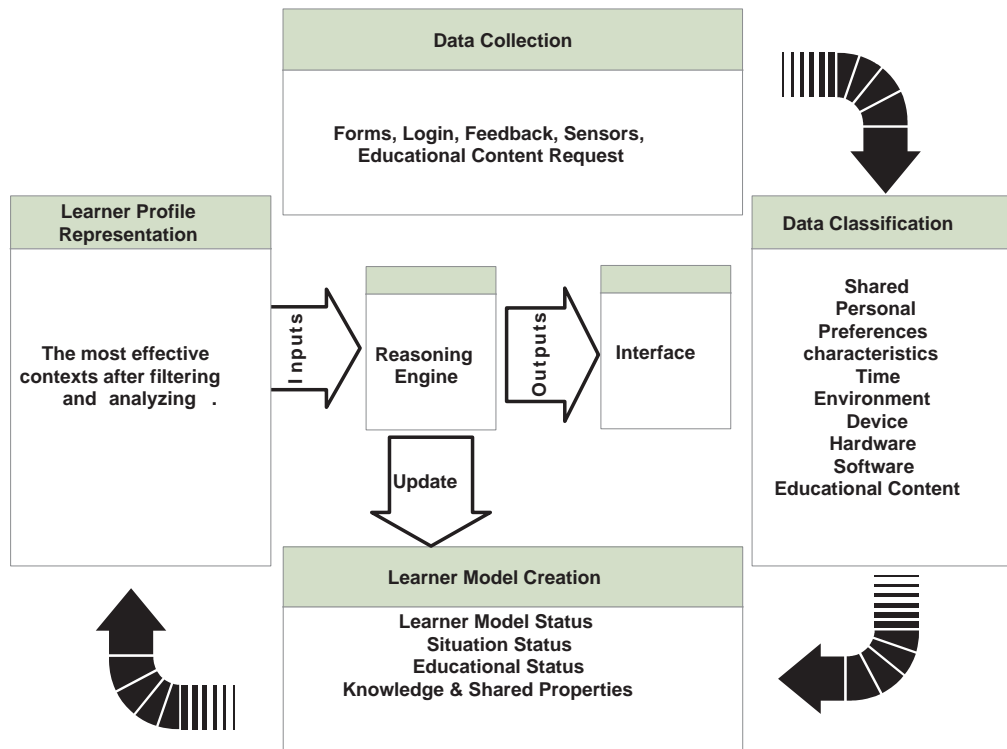 Data Collection
Forms, Login, Feedback, Sensors,
Educational Content Request
Learner Profile
Representation
The most effective
contexts after filtering
and analyzing .
Inputs
Reasoning
Engine
Outputs
Interface
Update
Data Classification
Shared
Personal
Preferences
characteristics
Time
Environment
Device
Hardware
Software
Educational Content
Learner Model Creation
Learner Model Status
Situation Status
Educational Status
Knowledge & Shared Properties